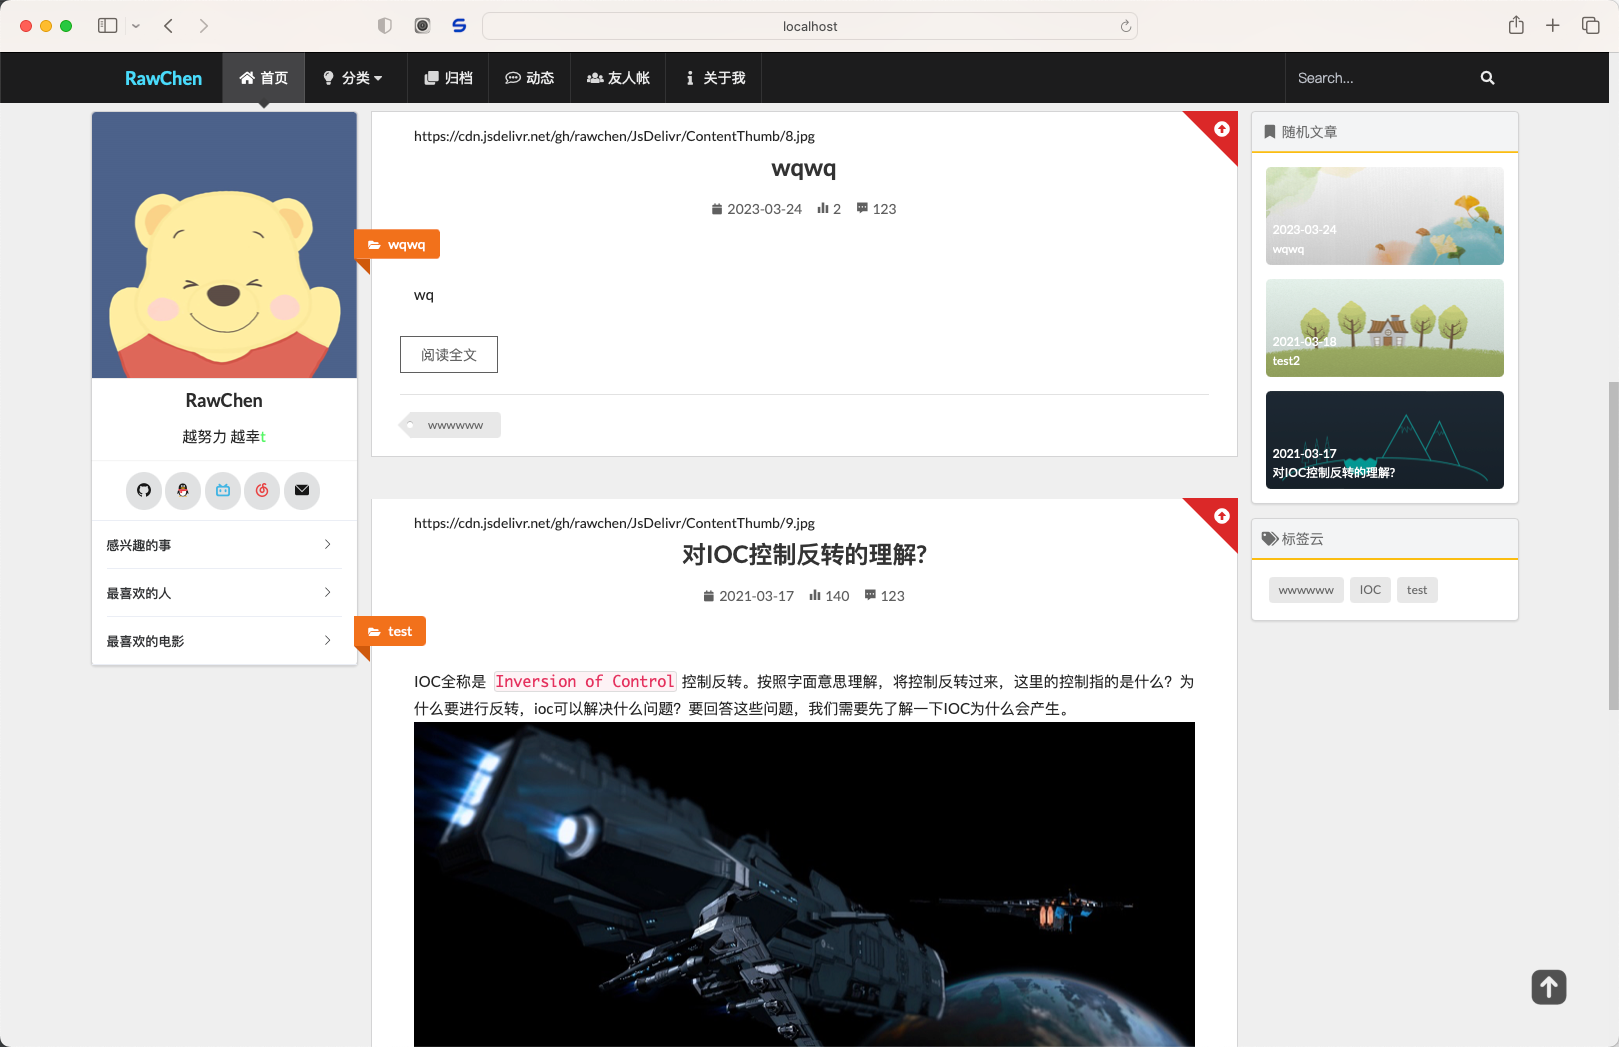 localhost
RawChen 首页 分类 归档 动态 友人帐 关于我 Search...
RawChen
越努力 越幸t
感兴趣的事
最喜欢的人
最喜欢的电影
https://cdn.jsdelivr.net/gh/rawchen/JsDelivr/ContentThumb/8.jpg
wqwq
2023-03-24 2 123
wqwq
wq
阅读全文
wwwwww
https://cdn.jsdelivr.net/gh/rawchen/JsDelivr/ContentThumb/9.jpg
对IOC控制反转的理解?
2021-03-17 140 123
test
IOC全称是 Inversion of Control 控制反转。按照字面意思理解，将控制反转过来，这里的控制指的是什么？为
什么要进行反转，ioc可以解决什么问题？要回答这些问题，我们需要先了解一下IOC为什么会产生。
随机文章
2023-03-24
wqwq
2021-03-18
test2
2021-03-17
对IOC控制反转的理解?
标签云
wwwwww IOC test